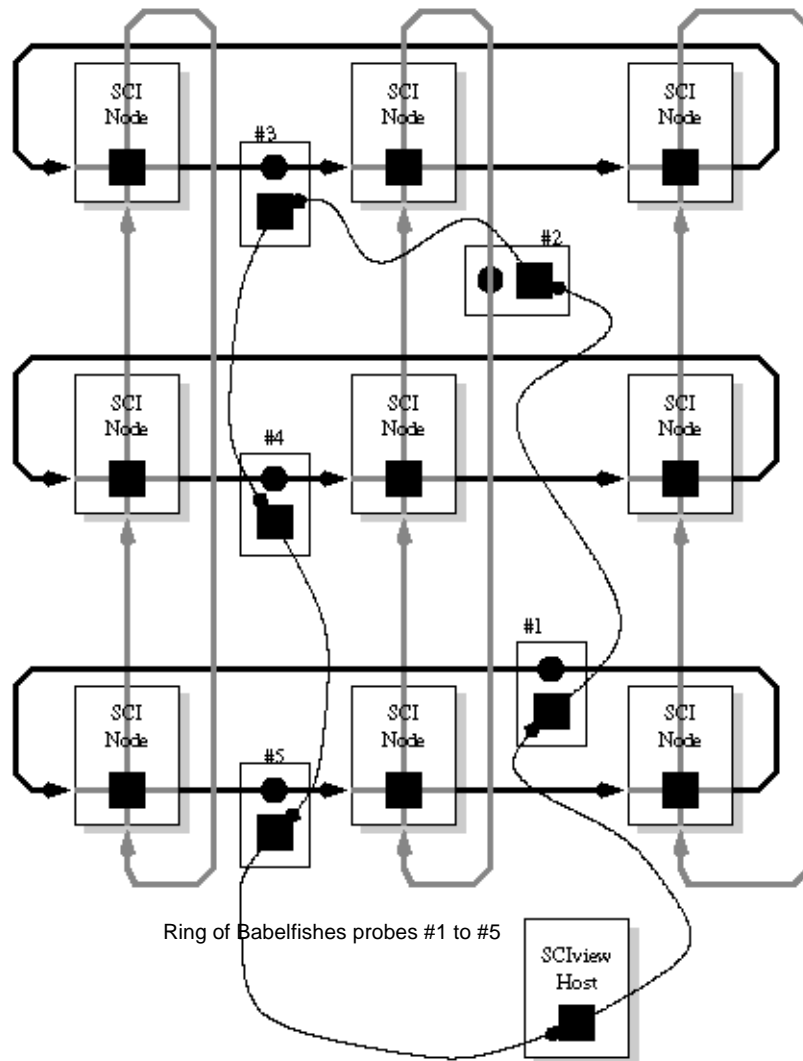 SCI
Node
SCI
Node
SCI
Node
#3
#2
SCI
Node
SCI
Node
SCI
Node
#4
#1
SCI
Node
SCI
Node
SCI
Node
#5
Ring of Babelfishes probes #1 to #5
SCIview
Host